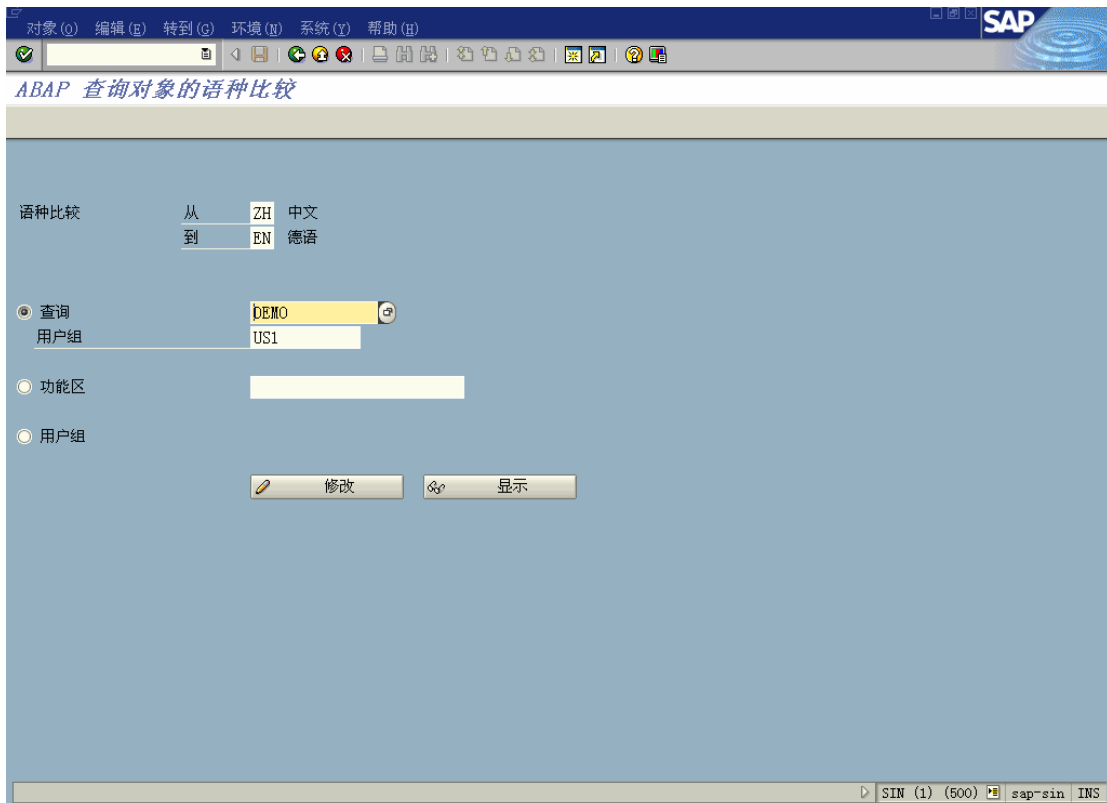 对象(O) 编辑(E) 转到(G) 环境(N) 系统(Y) 帮助(H)
SAP
ABAP 查询对象的语种比较
语种比较 从 ZH 中文
到 EN 德语
查询 DEMO
用户组 US1
功能区
用户组
修改 显示
SIN (1) (500) sap-sin INS